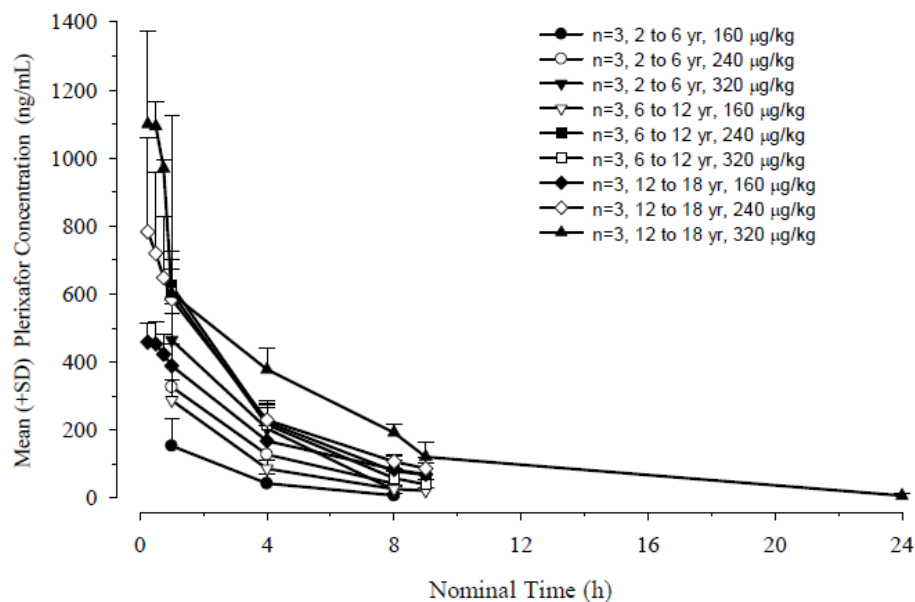 1400
1200
1000
800
600
400
200
0
Mean (+SD) Plerixafor Concentration (ng/mL)
n=3, 2 to 6 yr, 160 μg/kg
n=3, 2 to 6 yr, 240 μg/kg
n=3, 2 to 6 yr, 320 μg/kg
n=3, 6 to 12 yr, 160 μg/kg
n=3, 6 to 12 yr, 240 μg/kg
n=3, 6 to 12 yr, 320 μg/kg
n=3, 12 to 18 yr, 160 μg/kg
n=3, 12 to 18 yr, 240 μg/kg
n=3, 12 to 18 yr, 320 μg/kg
0 4 8 12 16 20 24
Nominal Time (h)